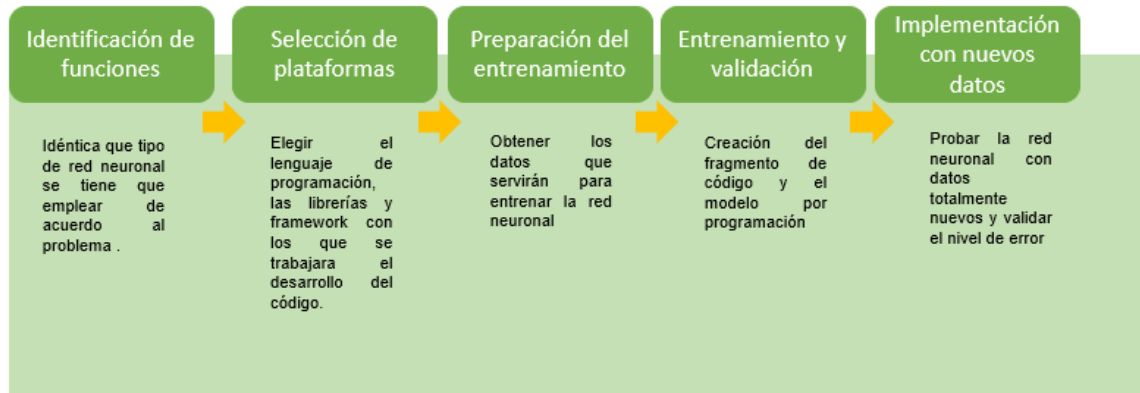 Identificación de
funciones
Selección de
plataformas
Preparación del
entrenamiento
Entrenamiento y
validación
Implementación
con nuevos
datos
Idéntica que tipo
de red neuronal
se tiene que
emplear de
acuerdo al
problema .
Elegir el
lenguaje de
programación,
las librerías y
framework con
los que se
trabajara el
desarrollo del
código.
Obtener los
datos que
servirán para
entrenar la red
neuronal
Creación del
fragmento de
código y el
modelo por
programación
Probar la red
neuronal con
datos
totalmente
nuevos y validar
el nivel de error